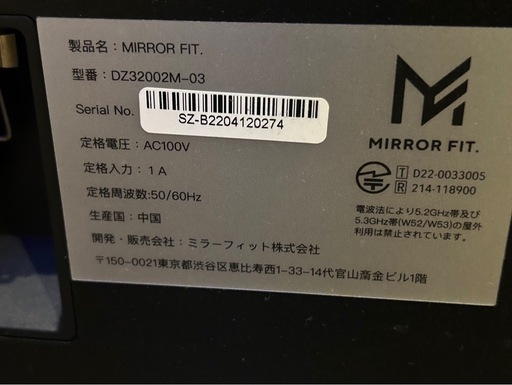 製品名：MIRROR FIT.
型番：DZ32002M-03
Serial No.
SZ-B2204120274
定格電圧：AC100V
定格入力：1A
定格周波数:50/60Hz
生産国：中国
開発・販売会社：ミラーフィット株式会社
〒150-0021東京都渋谷区恵比寿西1-33-14代官山斎金ビル1階
MIRROR FIT.
T D22-0033005
R 214-118900
電波法により5.2GHz帯及び
5.3GHz帯(W52/W53)の屋外
利用は禁止されています。